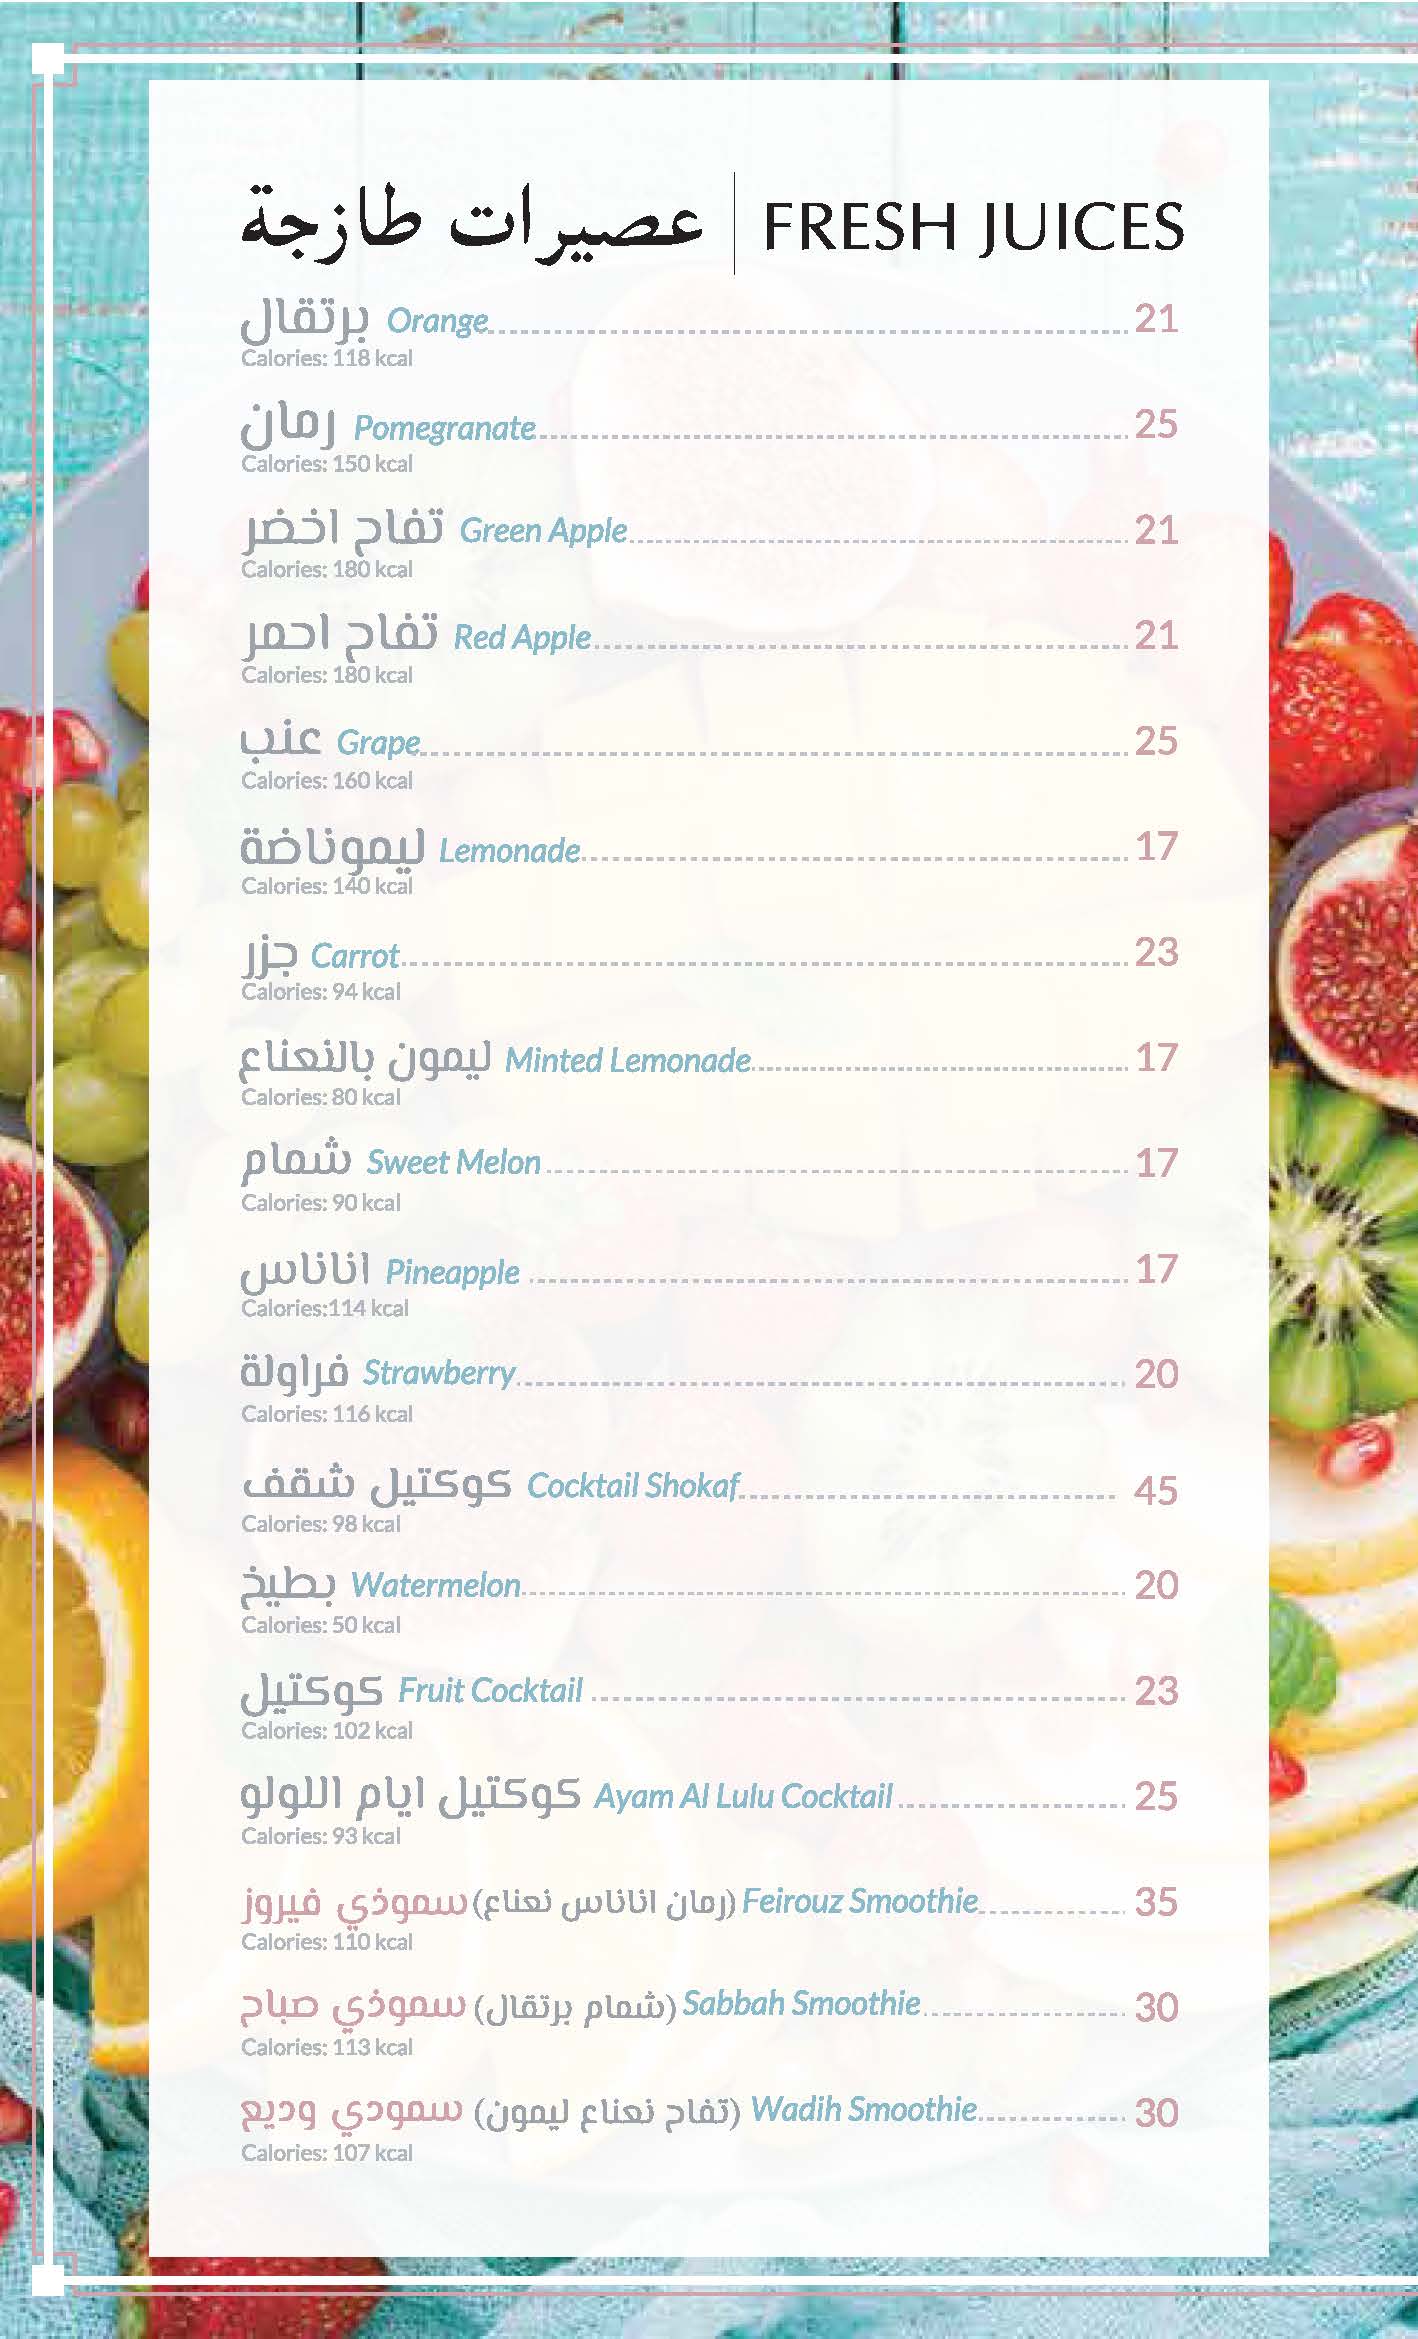 عصيرات طازجة | FRESH JUICES
برتقال Orange 21
Calories: 118 kcal
رمان Pomegranate 25
Calories: 150 kcal
تفاح اخضر Green Apple 21
Calories: 180 kcal
تفاح احمر Red Apple 21
Calories: 180 kcal
عنب Grape 25
Calories: 160 kcal
ليموناضة Lemonade 17
Calories: 140 kcal
جزر Carrot 23
Calories: 94 kcal
ليمون بالنعناع Minted Lemonade 17
Calories: 80 kcal
شمام Sweet Melon 17
Calories: 90 kcal
اناناس Pineapple 17
Calories:114 kcal
فراولة Strawberry 20
Calories: 116 kcal
كوكتيل شقف Cocktail Shokaf 45
Calories: 98 kcal
بطيخ Watermelon 20
Calories: 50 kcal
كوكتيل Fruit Cocktail 23
Calories: 102 kcal
كوكتيل ايام اللولو Ayam Al Lulu Cocktail 25
Calories: 93 kcal
سموذي فيروز (رمان اناناس نعناع) Feirouz Smoothie 35
Calories: 110 kcal
سموذي صباح (شمام برتقال) Sabbah Smoothie 30
Calories: 113 kcal
سمودي وديع (تفاح نعناع ليمون) Wadih Smoothie 30
Calories: 107 kcal